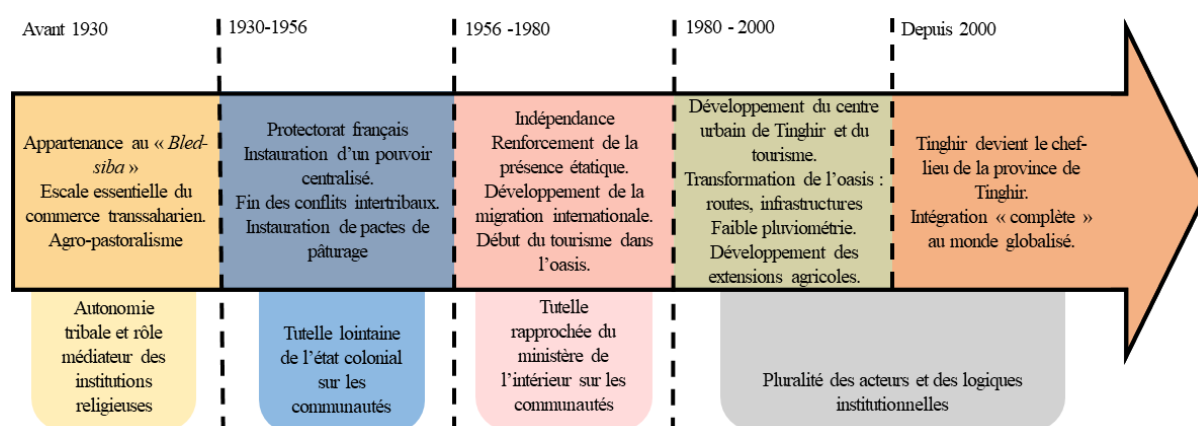 Avant 1930
1930-1956
1956 -1980
1980 - 2000
Depuis 2000
Appartenance au « Bled-
siba »
Escale essentielle du
commerce transsaharien.
Agro-pastoralisme
Protectorat français
Instauration d’un pouvoir
centralisé.
Fin des conflits intertribaux.
Instauration de pactes de
pâturage
Indépendance
Renforcement de la
présence étatique.
Développement de la
migration internationale.
Début du tourisme dans
l’oasis.
Développement du centre
urbain de Tinghir et du
tourisme.
Transformation de l’oasis :
routes, infrastructures
Faible pluviométrie.
Développement des
extensions agricoles.
Tinghir devient le chef-
lieu de la province de
Tinghir.
Intégration « complète »
au monde globalisé.
Autonomie
tribale et rôle
médiateur des
institutions
religieuses
Tutelle lointaine
de l’état colonial
sur les
communautés
Tutelle
rapprochée du
ministère de
l’intérieur sur les
communautés
Pluralité des acteurs et des logiques
institutionnelles